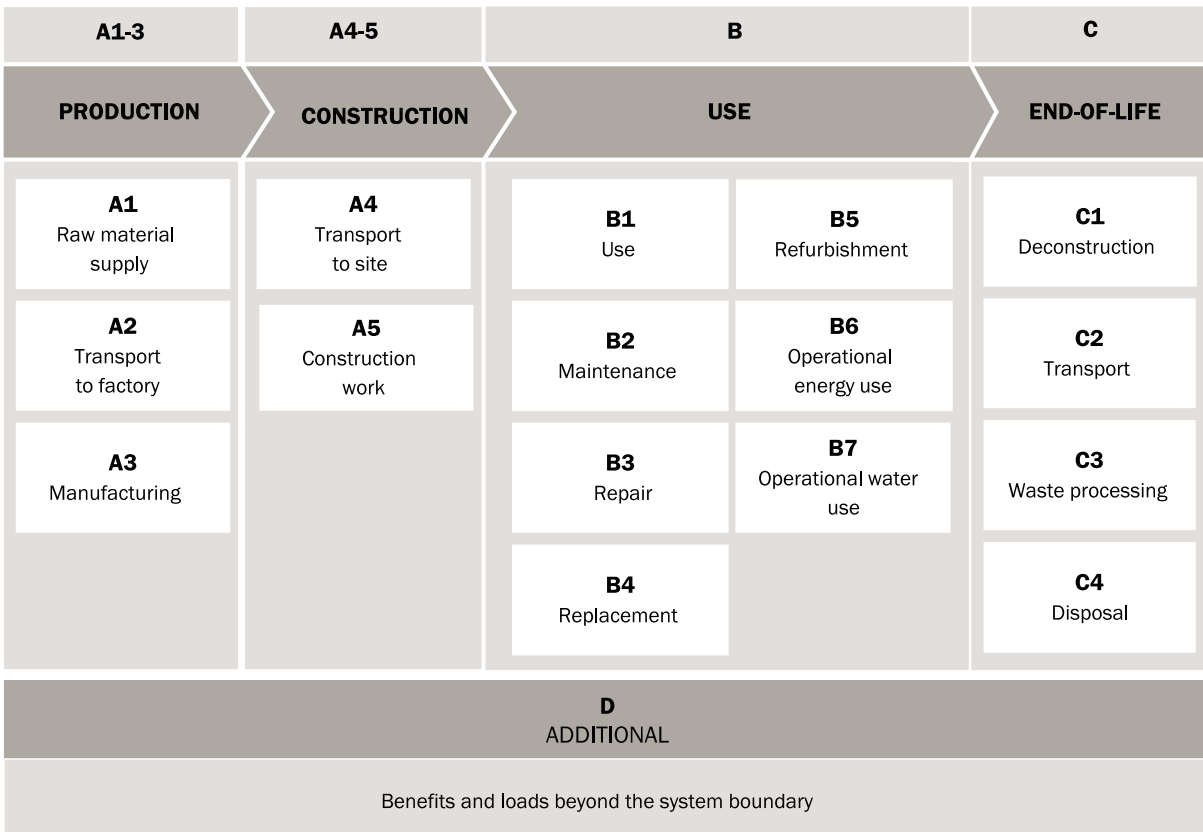 A1-3
A4-5
B
C
PRODUCTION
CONSTRUCTION
USE
END-OF-LIFE
A1
Raw material
supply
A2
Transport
to factory
A3
Manufacturing
A4
Transport
to site
A5
Construction
work
B1
Use
B2
Maintenance
B3
Repair
B4
Replacement
B5
Refurbishment
B6
Operational
energy use
B7
Operational water
use
C1
Deconstruction
C2
Transport
C3
Waste processing
C4
Disposal
D
ADDITIONAL
Benefits and loads beyond the system boundary